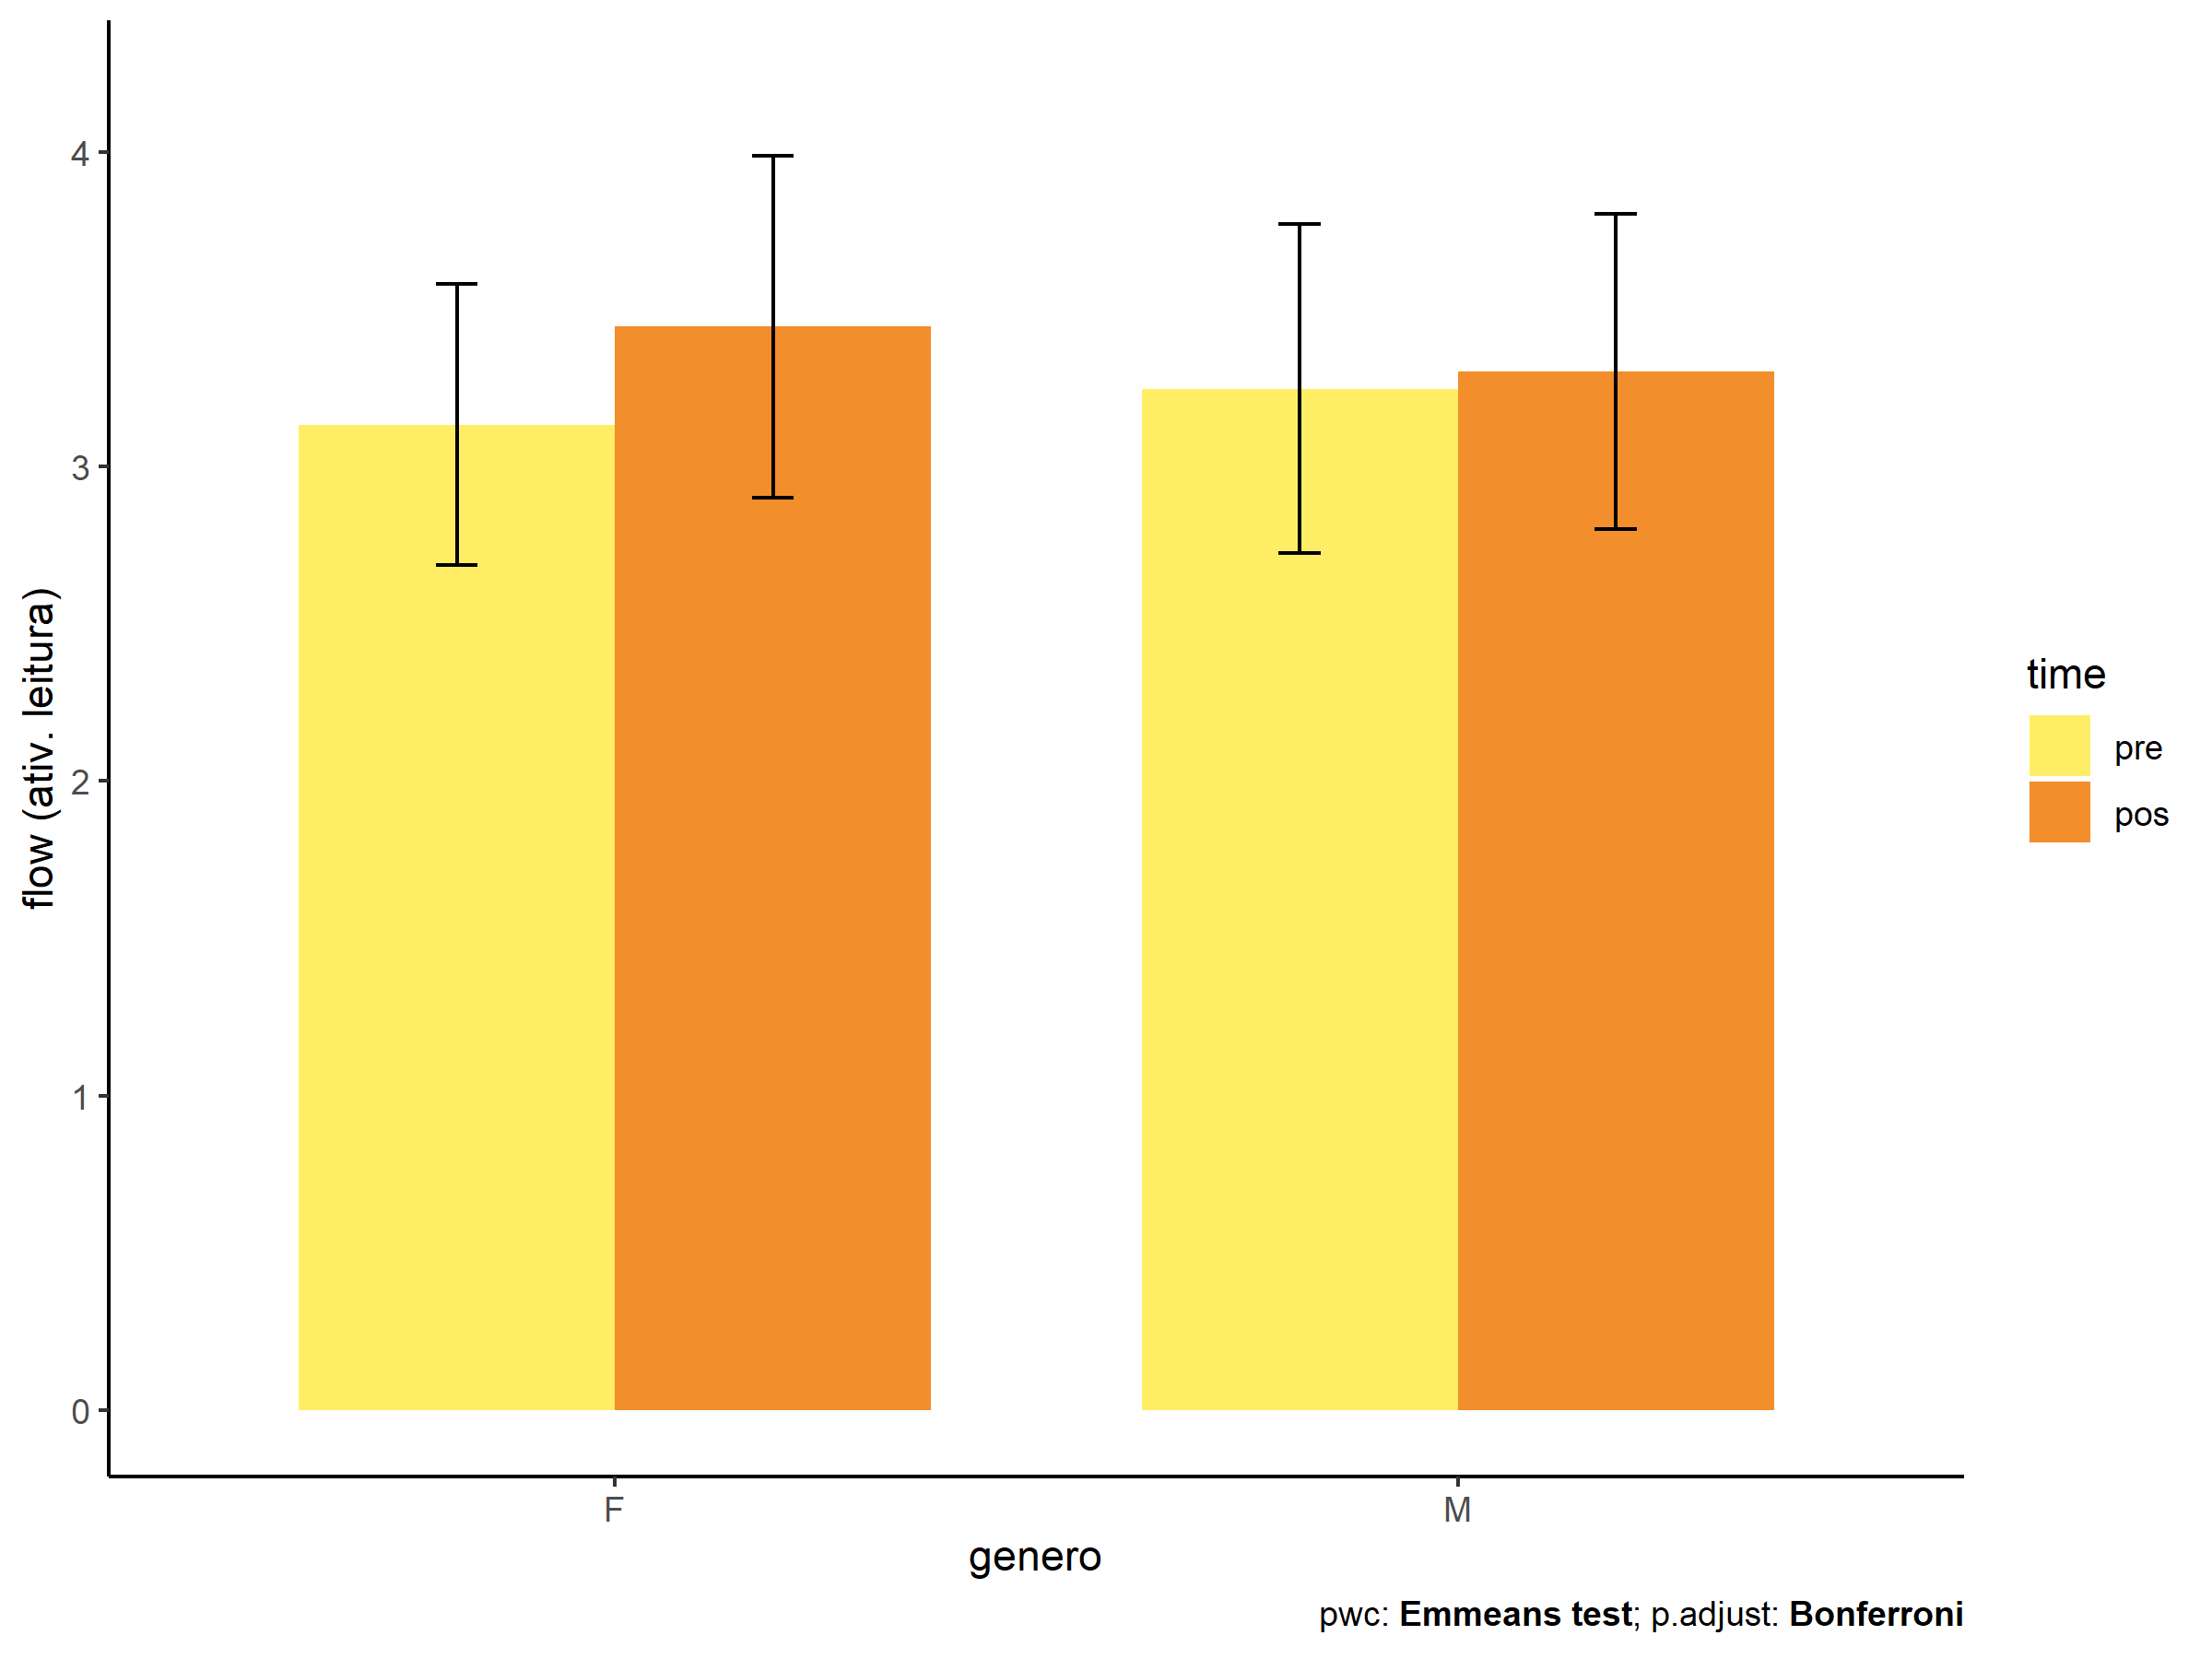 flow (ativ. leitura)
4
3
2
1
0
F
M
genero
time
pre
pos
pwc: Emmeans test; p.adjust: Bonferroni